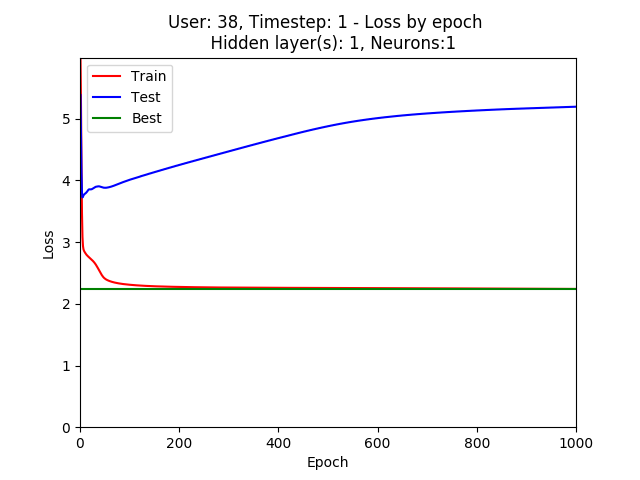 User: 38, Timestep: 1 - Loss by epoch
Hidden layer(s): 1, Neurons:1
Train
Test
Best
5
4
3
2
1
0
Loss
0 200 400 600 800 1000
Epoch